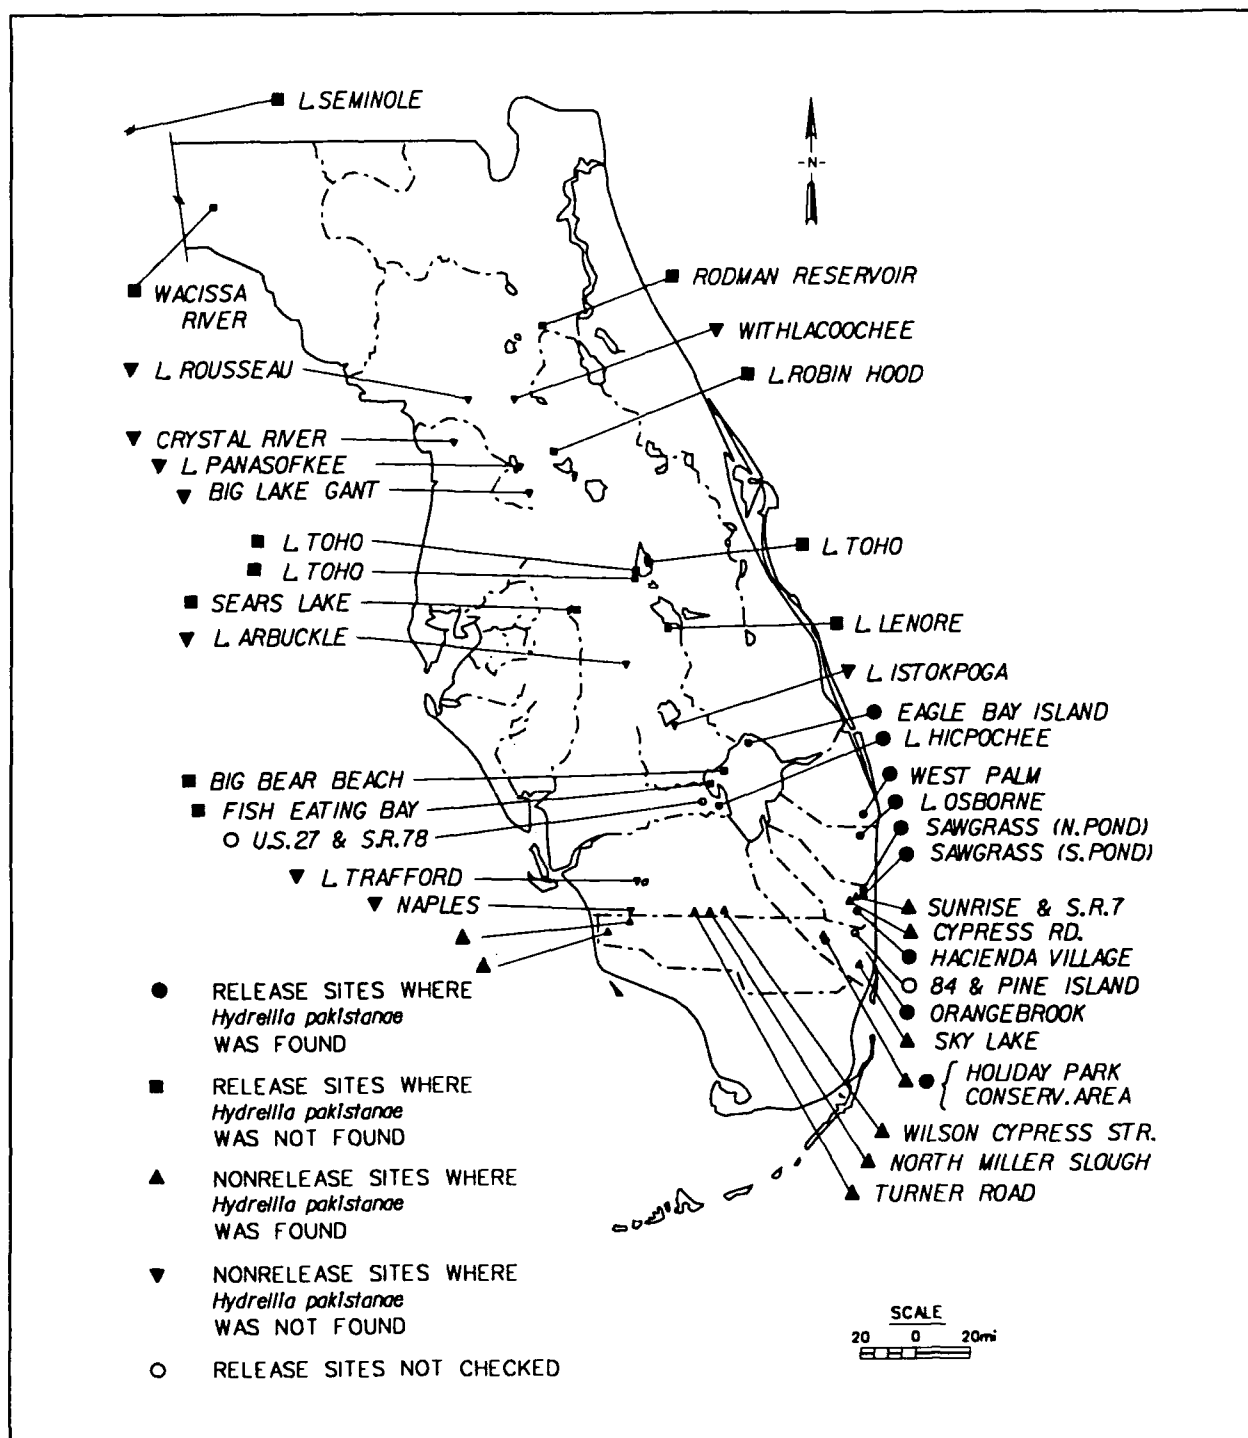 L. SEMINOLE
-N-
RODMAN RESERVOIR
WACISSA
RIVER
WITHLACOOCHEE
L. ROUSSEAU
L. ROBIN HOOD
CRYSTAL RIVER
L. PANASOFKEE
BIG LAKE GANT
L. TOHO
L. TOHO
L. TOHO
SEARS LAKE
L. LENORE
L. ARBUCKLE
L. ISTOKPOGA
EAGLE BAY ISLAND
L. HICPOCHEE
BIG BEAR BEACH
WEST PALM
FISH EATING BAY
L. OSBORNE
U.S.27 & S.R.78
SAWGRASS (N.POND)
SAWGRASS (S.POND)
L. TRAFFORD
NAPLES
SUNRISE & S.R.7
CYPRESS RD.
HACIENDA VILLAGE
84 & PINE ISLAND
ORANGEBROOK
SKY LAKE
HOLIDAY PARK
CONSERV. AREA
WILSON CYPRESS STR.
NORTH MILLER SLOUGH
TURNER ROAD
RELEASE SITES WHERE
Hydrellia pakistanae
WAS FOUND
RELEASE SITES WHERE
Hydrellia pakistanae
WAS NOT FOUND
NONRELEASE SITES WHERE
Hydrellia pakistanae
WAS FOUND
NONRELEASE SITES WHERE
Hydrellia pakistanae
WAS NOT FOUND
RELEASE SITES NOT CHECKED
SCALE
20 0 20mi